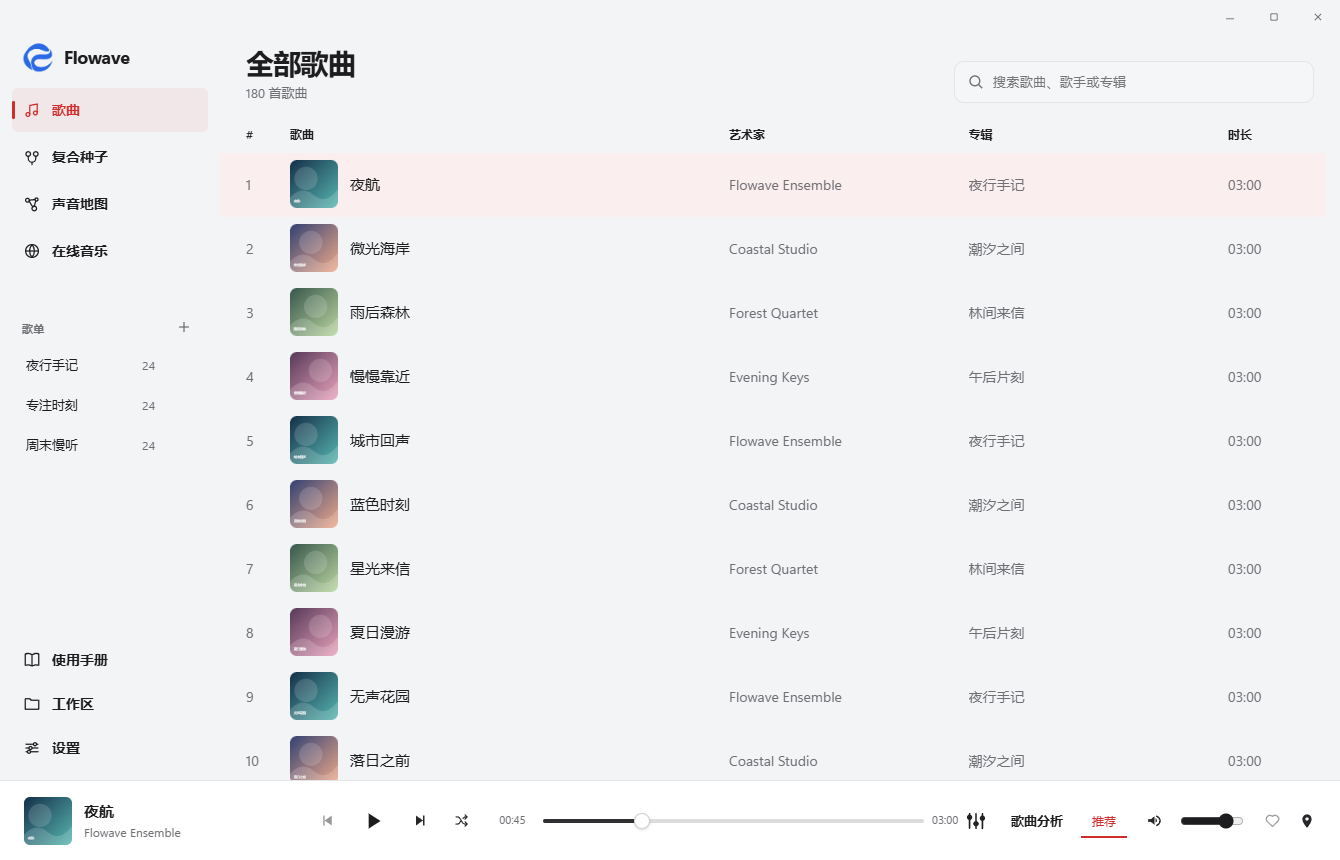 Flowave
歌曲
复合种子
声音地图
在线音乐
歌单
夜行手记 24
专注时刻 24
周末慢听 24
使用手册
工作区
设置
全部歌曲
180 首歌曲
搜索歌曲、歌手或专辑
# 歌曲 艺术家 专辑 时长
1 夜航 Flowave Ensemble 夜行手记 03:00
2 微光海岸 Coastal Studio 潮汐之间 03:00
3 雨后森林 Forest Quartet 林间来信 03:00
4 慢慢靠近 Evening Keys 午后片刻 03:00
5 城市回声 Flowave Ensemble 夜行手记 03:00
6 蓝色时刻 Coastal Studio 潮汐之间 03:00
7 星光来信 Forest Quartet 林间来信 03:00
8 夏日漫游 Evening Keys 午后片刻 03:00
9 无声花园 Flowave Ensemble 夜行手记 03:00
10 落日之前 Coastal Studio 潮汐之间 03:00
夜航
Flowave Ensemble
00:45 03:00 歌曲分析 推荐